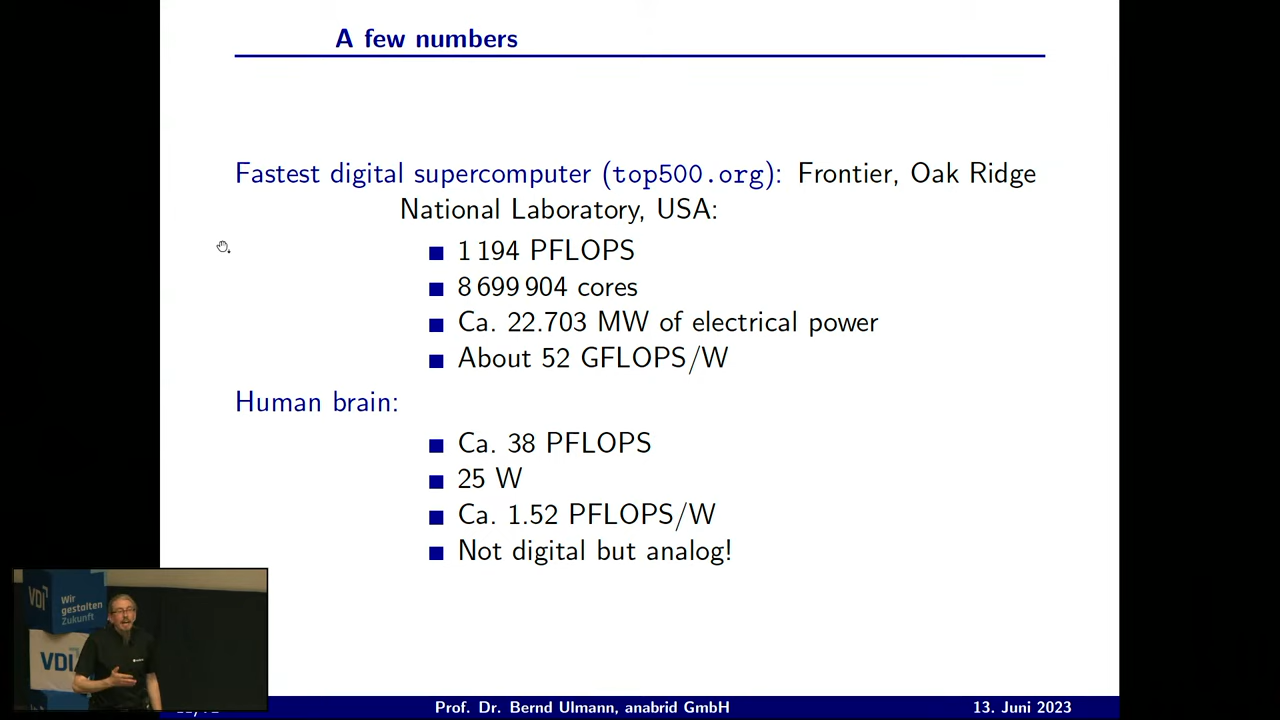 A few numbers
Fastest digital supercomputer (top500.org): Frontier, Oak Ridge
National Laboratory, USA:
1 194 PFLOPS
8 699 904 cores
Ca. 22.703 MW of electrical power
About 52 GFLOPS/W
Human brain:
Ca. 38 PFLOPS
25 W
Ca. 1.52 PFLOPS/W
Not digital but analog!
VDI
Wir
gestalten
Zukunft
VDI
Prof. Dr. Bernd Ulmann, anabrid GmbH
13. Juni 2023